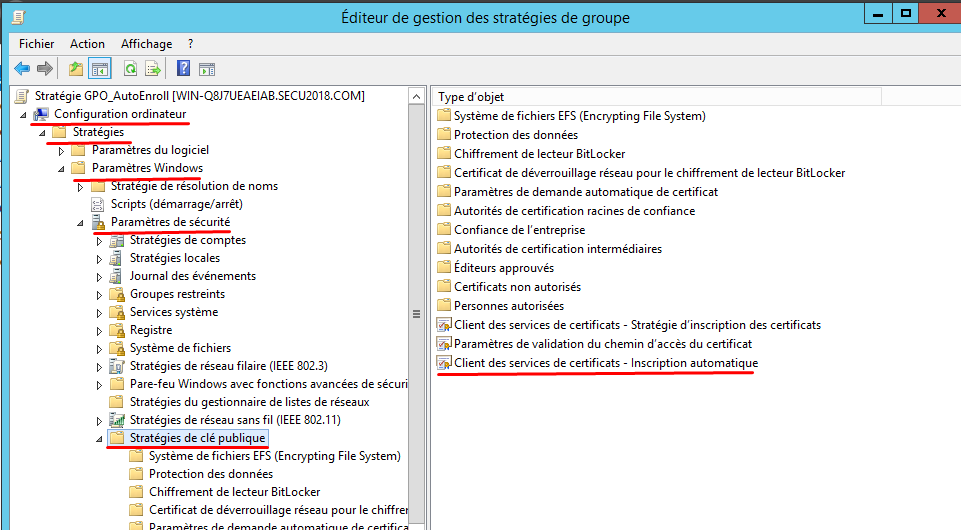 Éditeur de gestion des stratégies de groupe
Fichier Action Affichage ?
Stratégie GPO_AutoEnroll [WIN-Q8J7UEAEIAB.SECU2018.COM]
Configuration ordinateur
Stratégies
Paramètres du logiciel
Paramètres Windows
Stratégie de résolution de noms
Scripts (démarrage/arrêt)
Paramètres de sécurité
Stratégies de comptes
Stratégies locales
Journal des événements
Groupes restreints
Services système
Registre
Système de fichiers
Stratégies de réseau filaire (IEEE 802.3)
Pare-feu Windows avec fonctions avancées de sécuri
Stratégies du gestionnaire de listes de réseaux
Stratégies de réseau sans fil (IEEE 802.11)
Stratégies de clé publique
Système de fichiers EFS (Encrypting File System)
Protection des données
Chiffrement de lecteur BitLocker
Certificat de déverrouillage réseau pour le chiffrer
Paramètres de demande automatique de certifica
Type d'objet
Système de fichiers EFS (Encrypting File System)
Protection des données
Chiffrement de lecteur BitLocker
Certificat de déverrouillage réseau pour le chiffrement de lecteur BitLocker
Paramètres de demande automatique de certificat
Autorités de certification racines de confiance
Confiance de l'entreprise
Autorités de certification intermédiaires
Éditeurs approuvés
Certificats non autorisés
Personnes autorisées
Client des services de certificats - Stratégie d'inscription des certificats
Paramètres de validation du chemin d'accès du certificat
Client des services de certificats - Inscription automatique